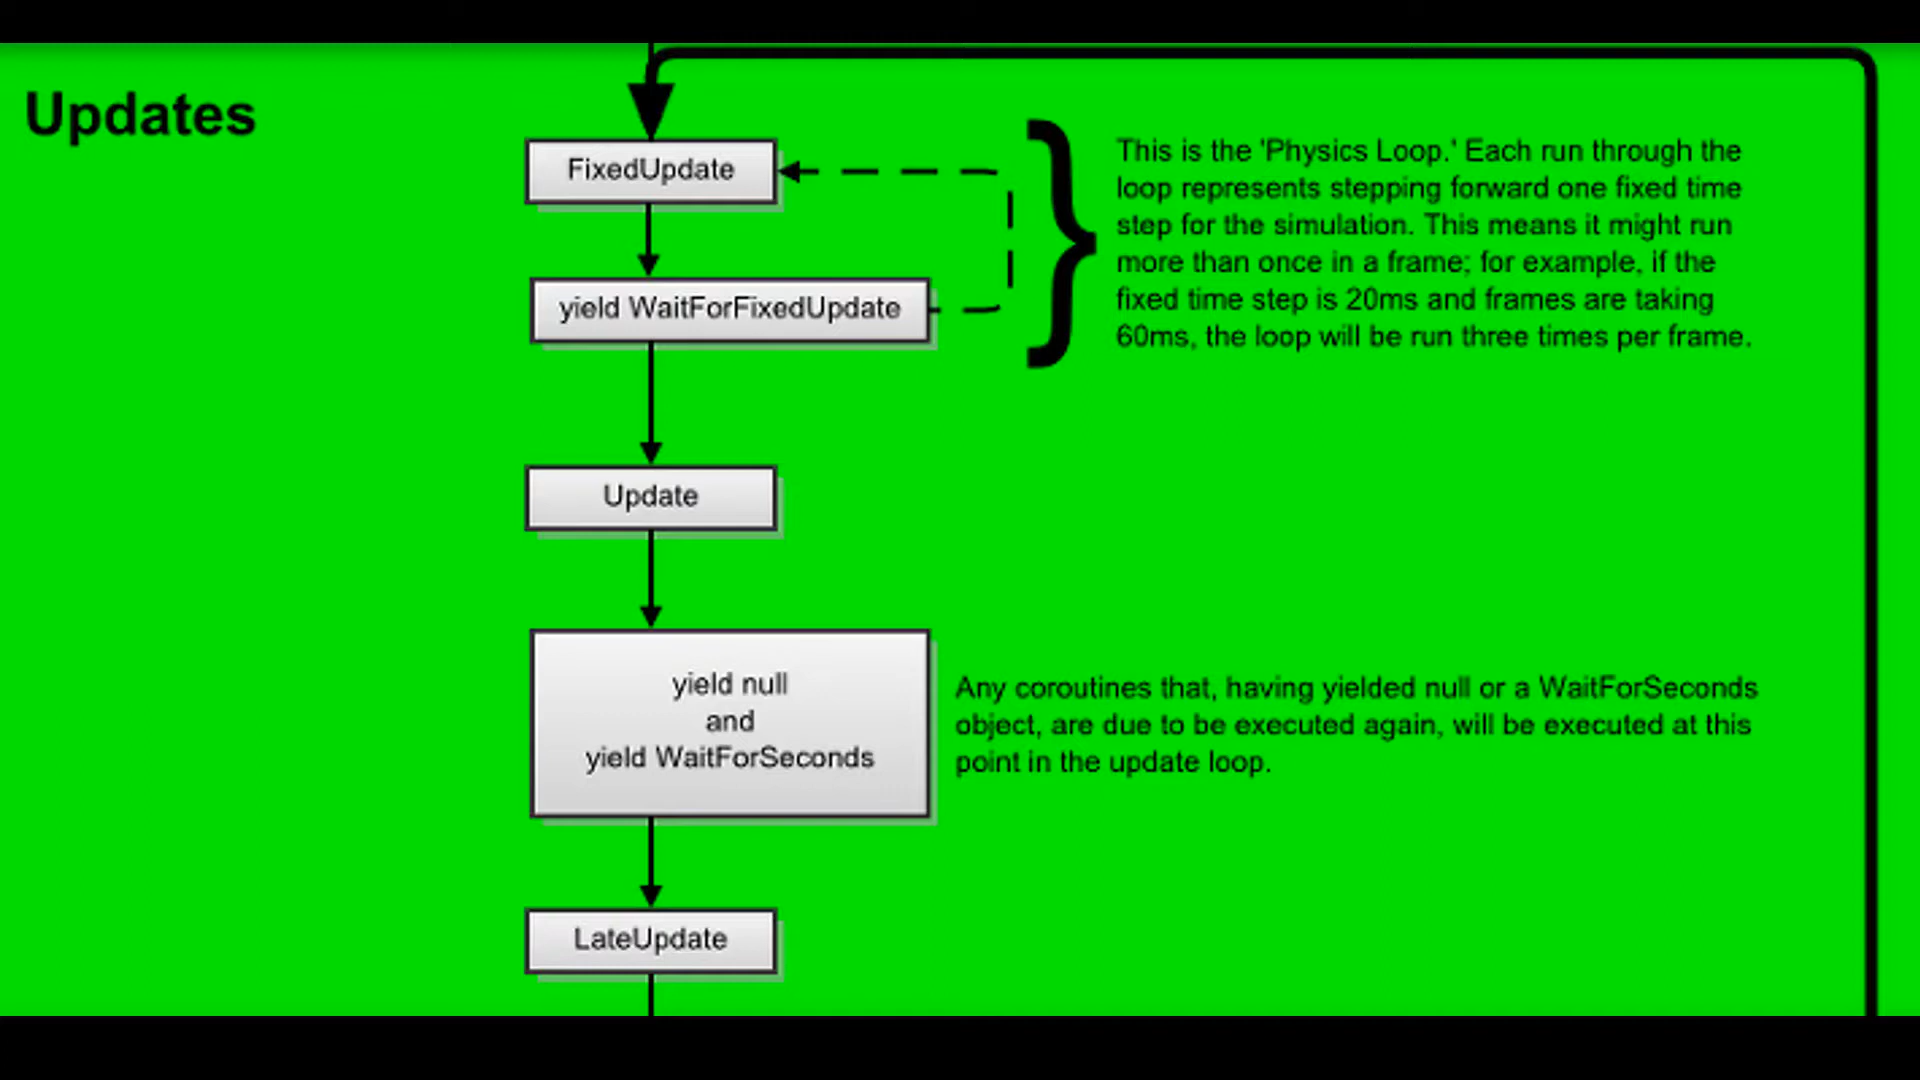 Updates
FixedUpdate
This is the 'Physics Loop.' Each run through the
loop represents stepping forward one fixed time
step for the simulation. This means it might run
more than once in a frame; for example, if the
fixed time step is 20ms and frames are taking
60ms, the loop will be run three times per frame.
yield WaitForFixedUpdate
Update
yield null
and
yield WaitForSeconds
Any coroutines that, having yielded null or a WaitForSeconds
object, are due to be executed again, will be executed at this
point in the update loop.
LateUpdate